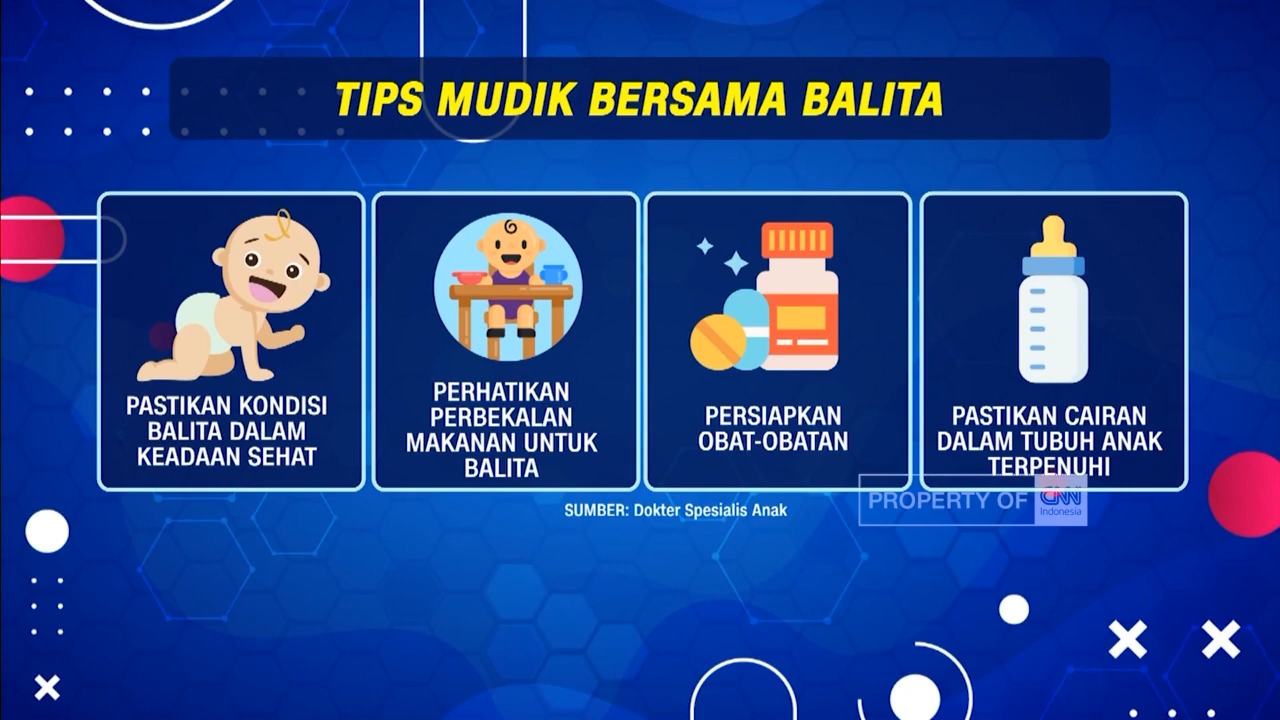 TIPS MUDIK BERSAMA BALITA
PASTIKAN KONDISI
BALITA DALAM
KEADAAN SEHAT
PERHATIKAN
PERBEKALAN
MAKANAN UNTUK
BALITA
PERSIAPKAN
OBAT-OBATAN
PASTIKAN CAIRAN
DALAM TUBUH ANAK
TERPENUHI
SUMBER: Dokter Spesialis Anak
PROPERTY OF CNN
Indonesia